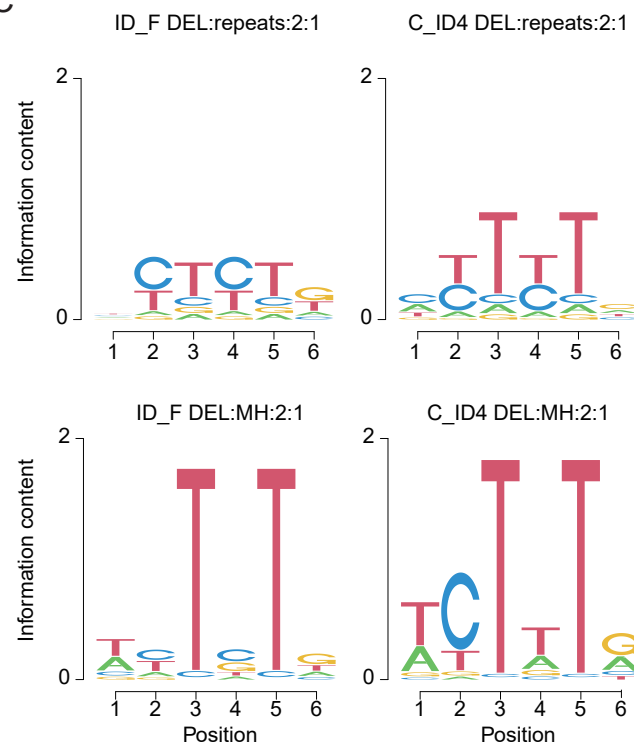 ID_F DEL:repeats:2:1
C_ID4 DEL:repeats:2:1
Information content
2
0
1 2 3 4 5 6
2
0
1 2 3 4 5 6
ID_F DEL:MH:2:1
C_ID4 DEL:MH:2:1
Information content
2
0
1 2 3 4 5 6
Position
2
0
1 2 3 4 5 6
Position